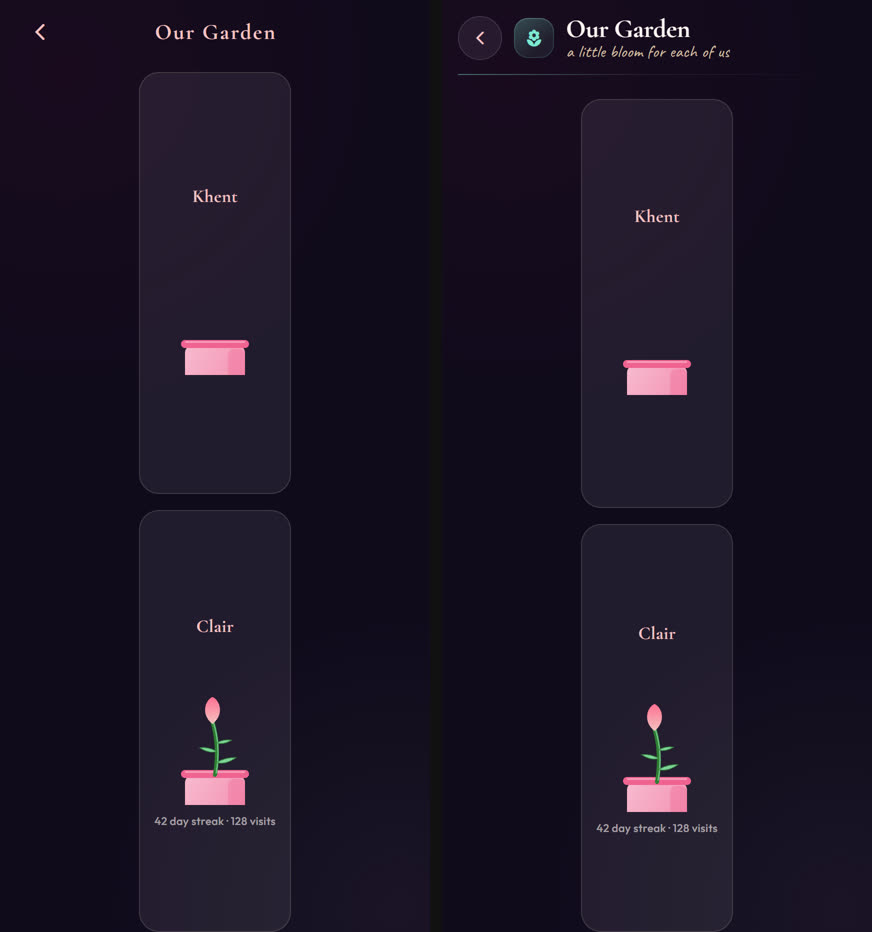 Our Garden
Khent
Clair
42 day streak · 128 visits
Our Garden
a little bloom for each of us
Khent
Clair
42 day streak · 128 visits